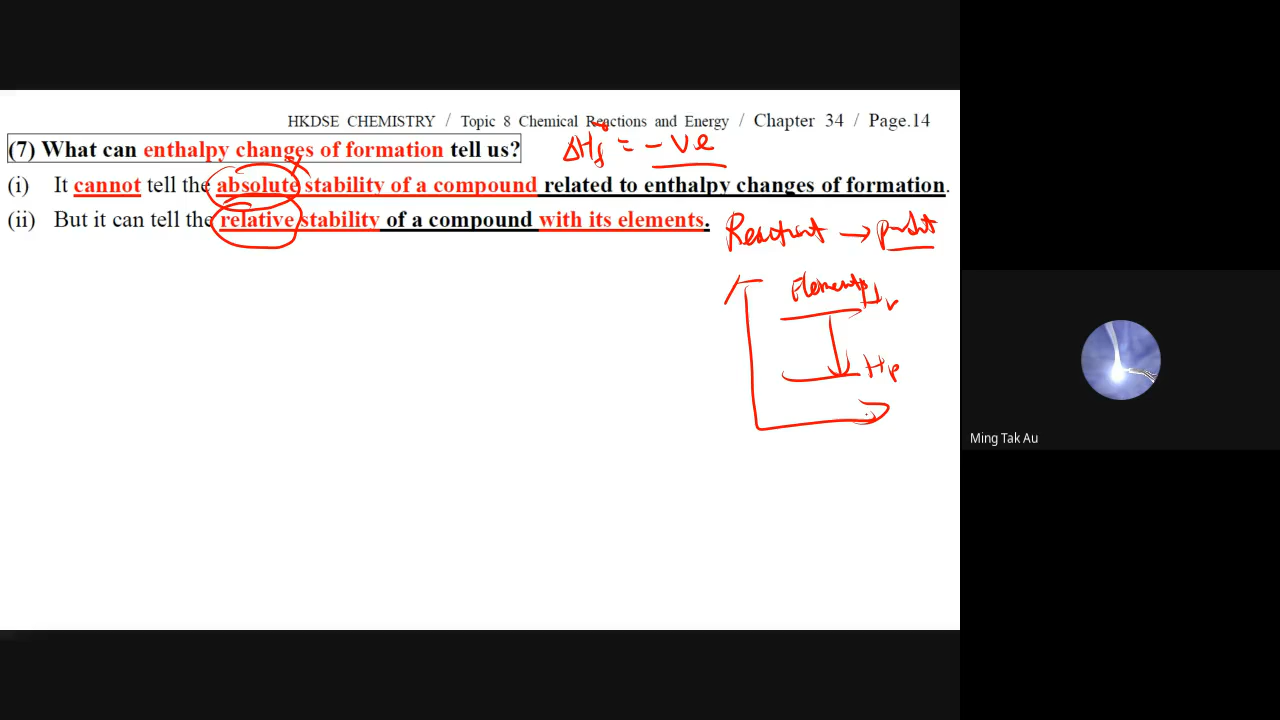 HKDSE CHEMISTRY / Topic 8 Chemical Reactions and Energy / Chapter 34 / Page.14
(7) What can enthalpy changes of formation tell us?
ΔHf = -ve
(i) It cannot tell the absolute stability of a compound related to enthalpy changes of formation.
(ii) But it can tell the relative stability of a compound with its elements.
Reactant →
Elements Hr
Hp
Ming Tak Au